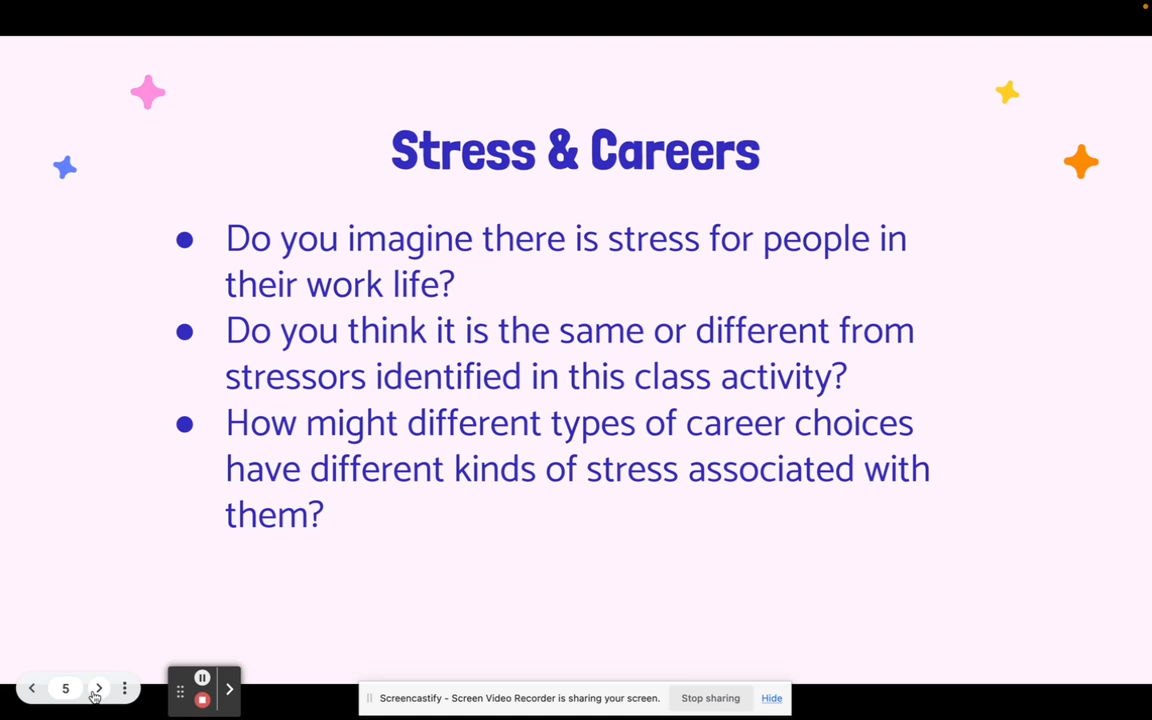 Stress & Careers
● Do you imagine there is stress for people in
their work life?
● Do you think it is the same or different from
stressors identified in this class activity?
● How might different types of career choices
have different kinds of stress associated with
them?
5
Screencastify - Screen Video Recorder is sharing your screen. Stop sharing Hide